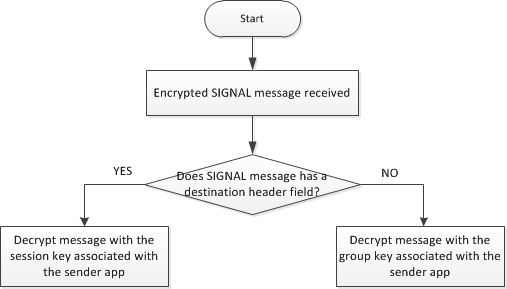 Start
Encrypted SIGNAL message received
Does SIGNAL message has a
destination header field?
YES
NO
Decrypt message with the
session key associated with
the sender app
Decrypt message with the
group key associated with the
sender app